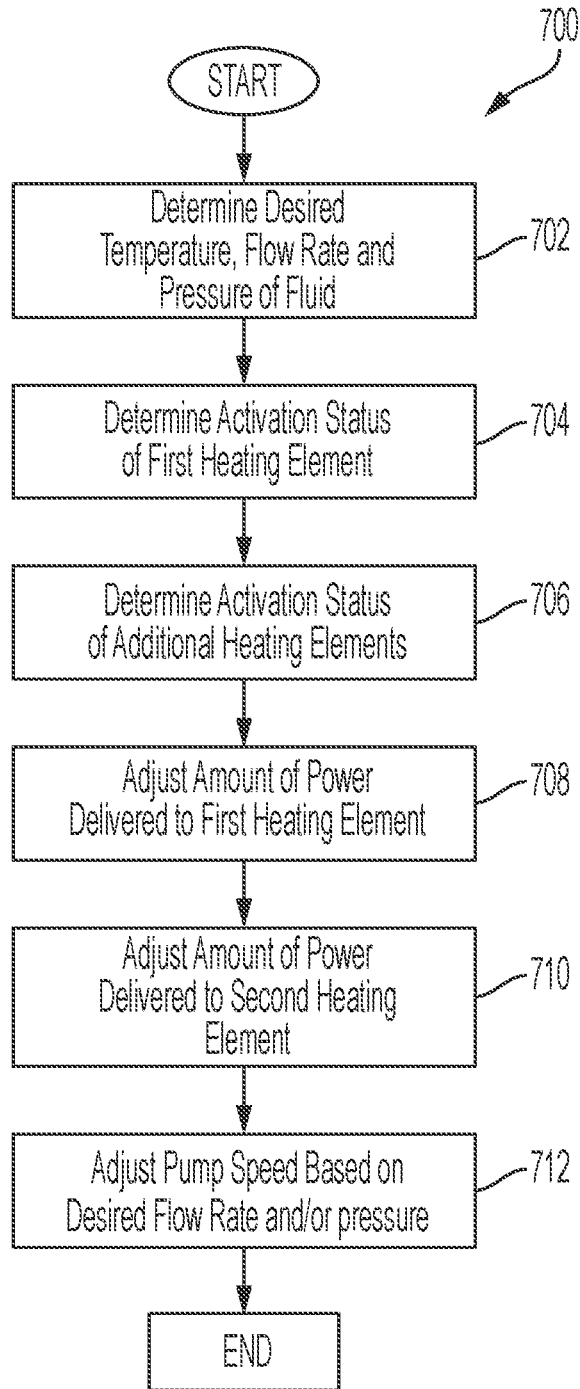 700
START
Determine Desired
Temperature, Flow Rate and
Pressure of Fluid
702
Determine Activation Status
of First Heating Element
704
Determine Activation Status
of Additional Heating Elements
706
Adjust Amount of Power
Delivered to First Heating Element
708
Adjust Amount of Power
Delivered to Second Heating
Element
710
Adjust Pump Speed Based on
Desired Flow Rate and/or pressure
712
END